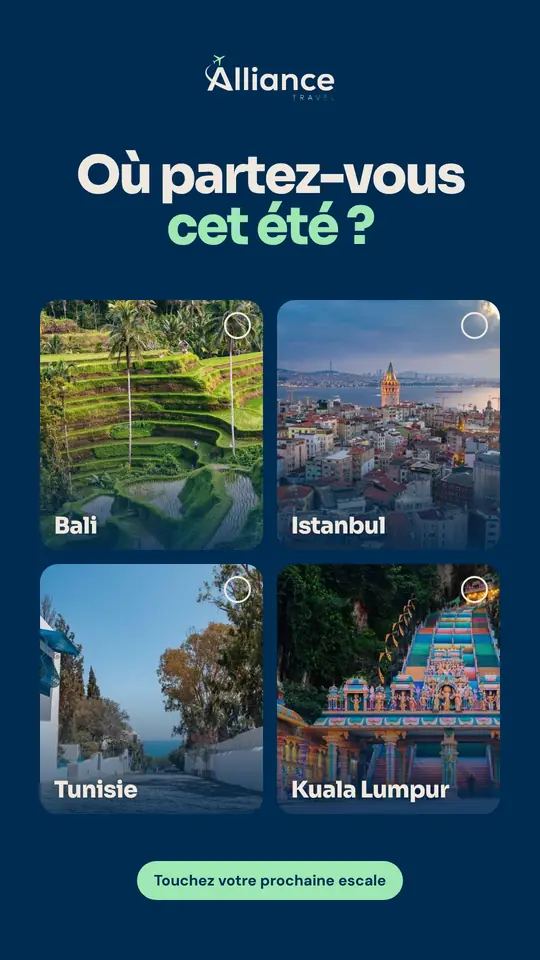 Alliance
TRAVEL
Où partez-vous
cet été ?
Bali
Istanbul
Tunisie
Kuala Lumpur
Touchez votre prochaine escale